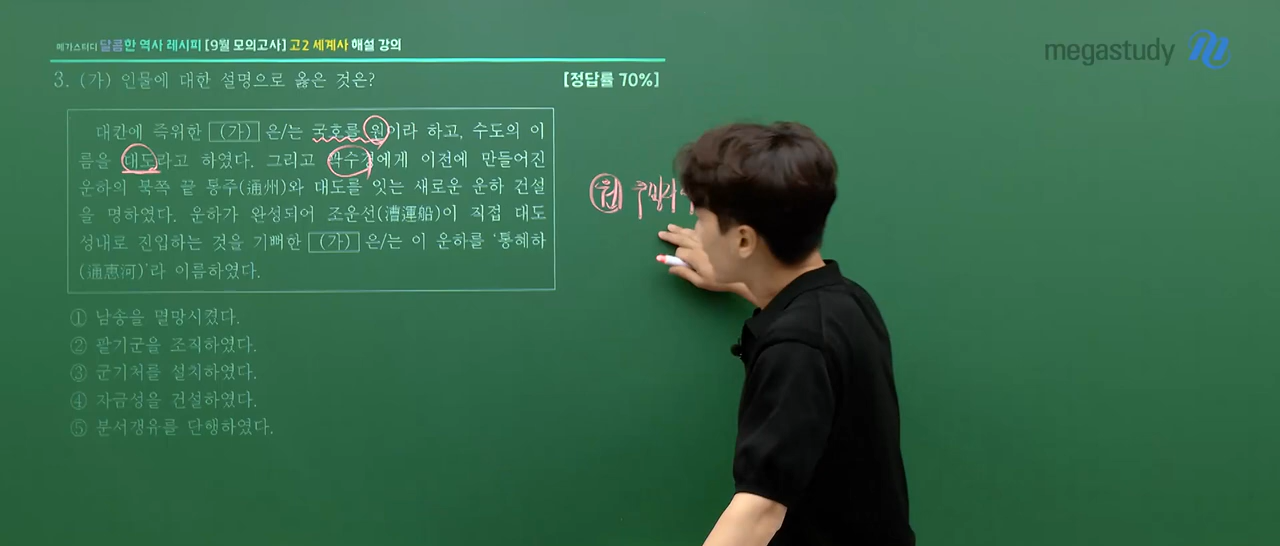 메가스터디 달콤한 역사 레시피 [9월 모의고사] 고2 세계사 해설 강의
megastudy
3. (가) 인물에 대한 설명으로 옳은 것은?
[정답률 70%]
대칸에 즉위한 (가) 은/는 국호를 원이라 하고, 수도의 이
름을 대도라고 하였다. 그리고 곽수경에게 이전에 만들어진
운하의 북쪽 끝 통주(通州)와 대도를 잇는 새로운 운하 건설
을 명하였다. 운하가 완성되어 조운선(漕運船)이 직접 대도
성내로 진입하는 것을 기뻐한 (가) 은/는 이 운하를 '통혜하
(通惠河)'라 이름하였다.
원
① 남송을 멸망시켰다.
② 팔기군을 조직하였다.
③ 군기처를 설치하였다.
④ 자금성을 건설하였다.
⑤ 분서갱유를 단행하였다.